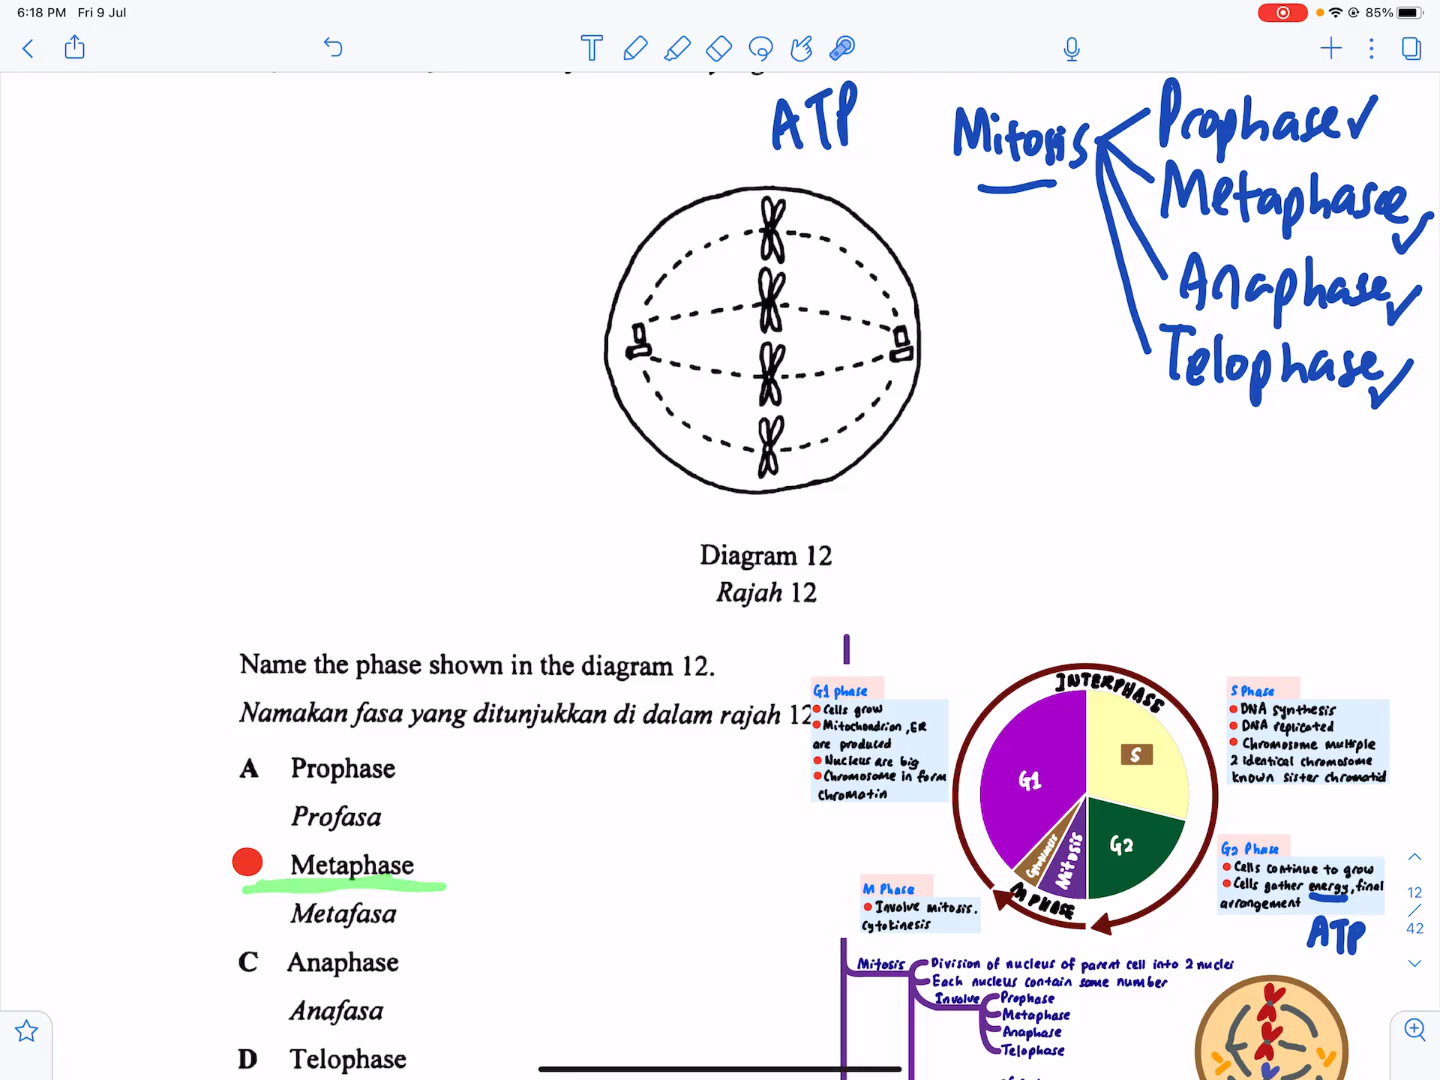 6:18 PM Fri 9 Jul
85%
ATP
Mitosis
Prophase
Metaphase
Anaphase
Telophase
Diagram 12
Rajah 12
Name the phase shown in the diagram 12.
Namakan fasa yang ditunjukkan di dalam rajah 12
A Prophase
Profasa
Metaphase
Metafasa
C Anaphase
Anafasa
D Telophase
G1 phase
Cells grow
Mitochondrion, ER
are produced
Nucleus are big
Chromosome in form
chromatin
INTERPHASE
G1
S
G2
Mitosis
Cytokinesis
M PHASE
S Phase
DNA synthesis
DNA replicated
Chromosome multiple
2 identical chromosome
known sister chromatid
G2 Phase
Cells continue to grow
Cells gather energy, final
arrangement
ATP
M Phase
Involve mitosis.
cytokinesis
12
/
42
Mitosis
Division of nucleus of parent cell into 2 nuclei
Each nucleus contain same number
Involve
Prophase
Metaphase
Anaphase
Telophase